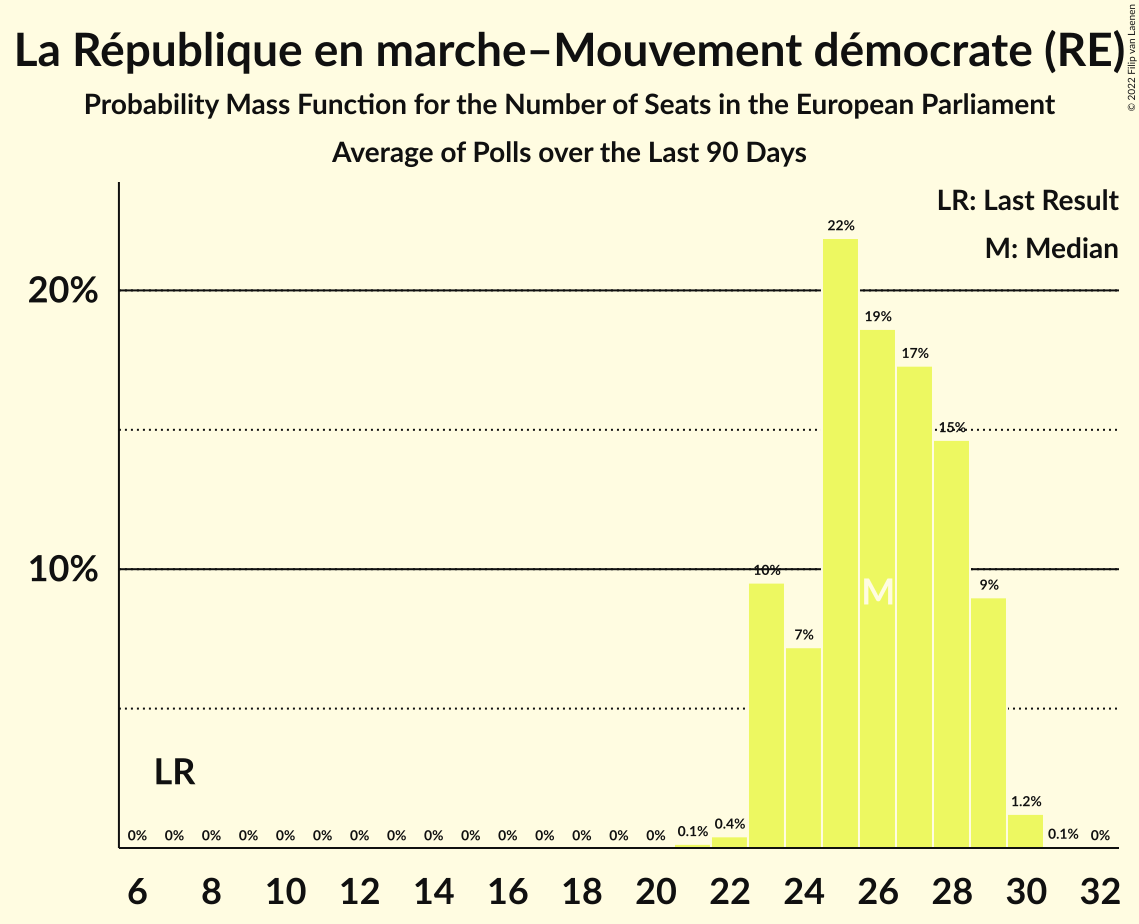 La République en marche–Mouvement démocrate (RE)
Probability Mass Function for the Number of Seats in the European Parliament
Average of Polls over the Last 90 Days
© 2022 Filip van Laenen
LR: Last Result
M: Median
20%
10%
22%
19%
17%
15%
10%
9%
7%
M
LR
0% 0% 0% 0% 0% 0% 0% 0% 0% 0% 0% 0% 0% 0% 0% 0.1% 0.4% 1.2% 0.1% 0%
6 8 10 12 14 16 18 20 22 24 26 28 30 32